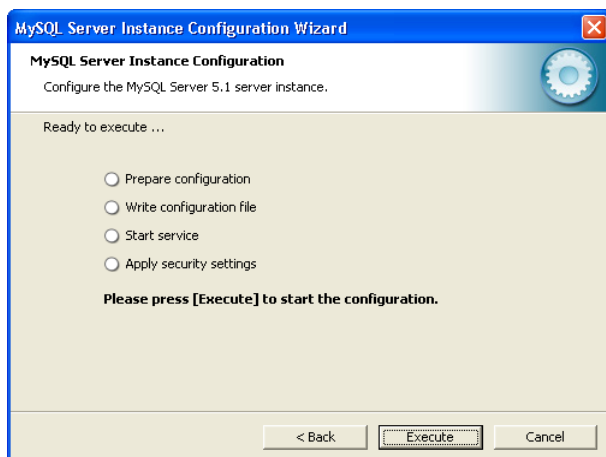 MySQL Server Instance Configuration Wizard
MySQL Server Instance Configuration
Configure the MySQL Server 5.1 server instance.
Ready to execute ...
Prepare configuration
Write configuration file
Start service
Apply security settings
Please press [Execute] to start the configuration.
< Back Execute Cancel